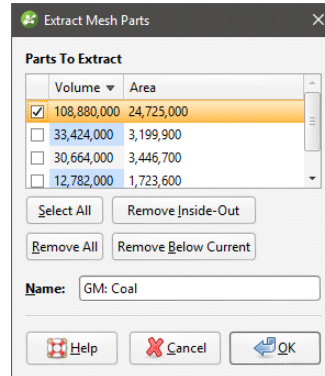 Extract Mesh Parts
Parts To Extract
Volume Area
108,880,000 24,725,000
33,424,000 3,199,900
30,664,000 3,446,700
12,782,000 1,723,600
Select All Remove Inside-Out
Remove All Remove Below Current
Name: GM: Coal
Help Cancel OK